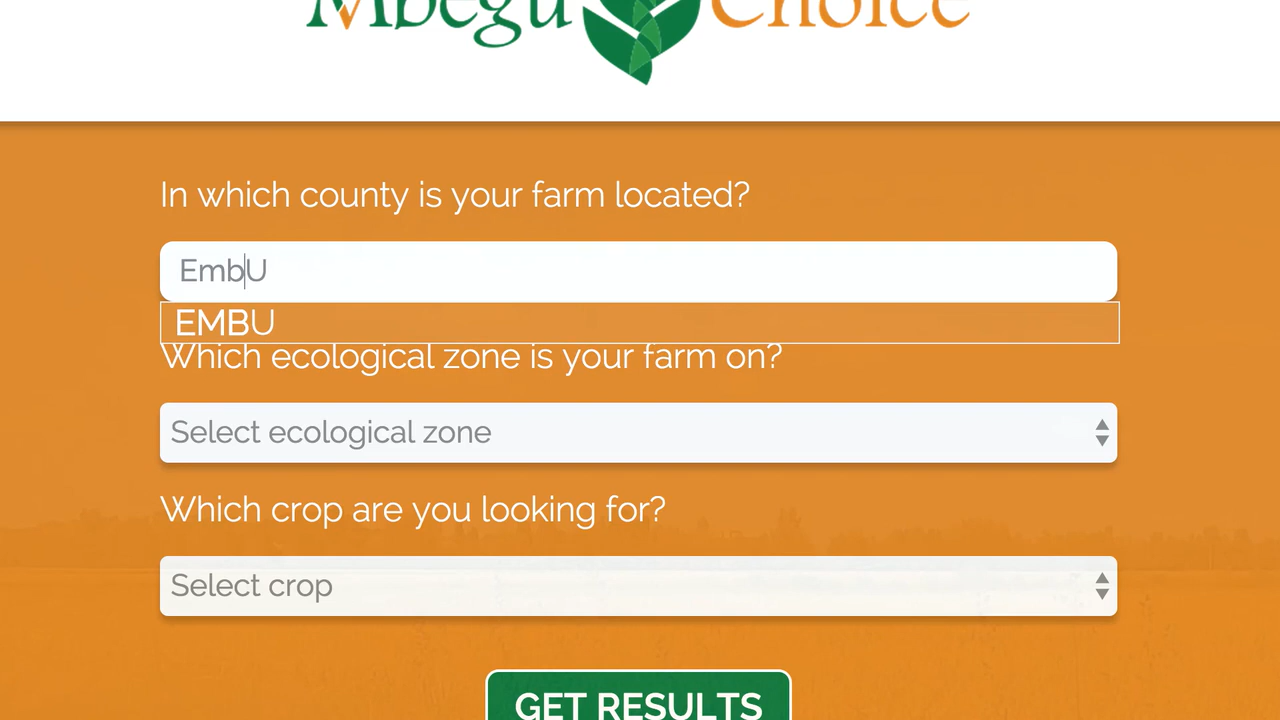 Mbegu Choice
In which county is your farm located?
EmbU
EMBU
Which ecological zone is your farm on?
Select ecological zone
Which crop are you looking for?
Select crop
GET RESULTS